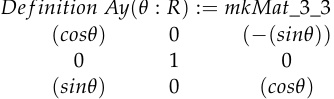 Definition Ay(θ : R) := mkMat_3_3
(cosθ) 0 (−(sinθ))
0 1 0
(sinθ) 0 (cosθ)